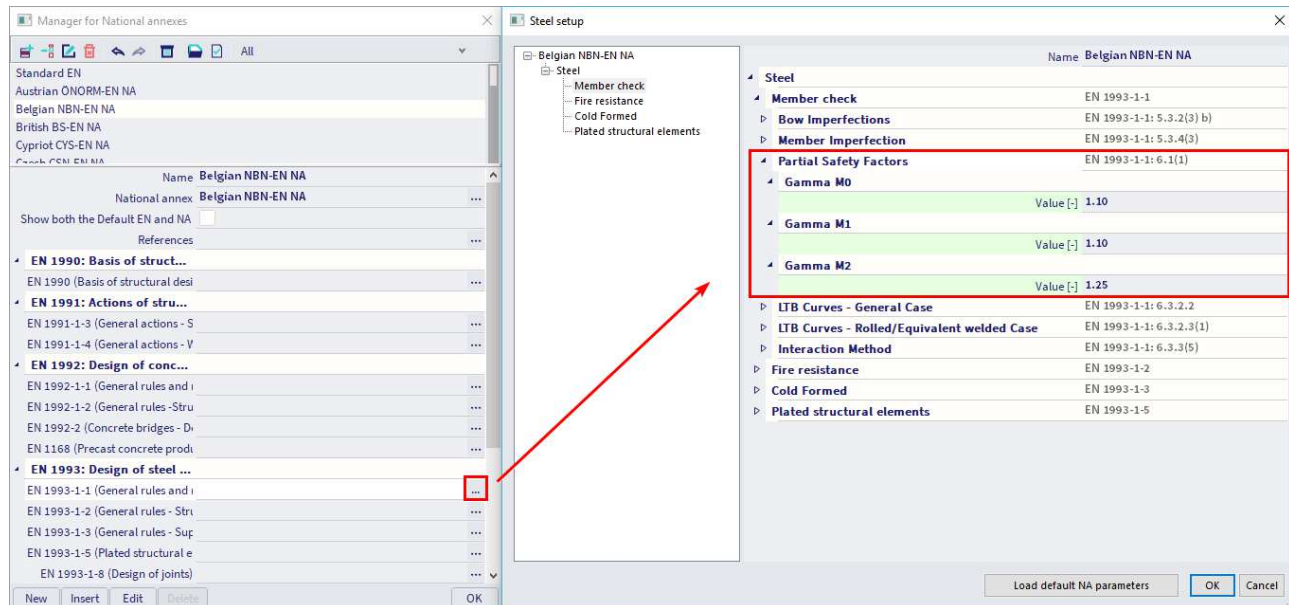 Manager for National annexes
All
Standard EN
Austrian ÖNORM-EN NA
Belgian NBN-EN NA
British BS-EN NA
Cypriot CYS-EN NA
Czech CSN-EN NA
Name Belgian NBN-EN NA
National annex Belgian NBN-EN NA ...
Show both the Default EN and NA
References ...
EN 1990: Basis of struct...
EN 1990 (Basis of structural desi ...
EN 1991: Actions of stru...
EN 1991-1-3 (General actions - S ...
EN 1991-1-4 (General actions - W ...
EN 1992: Design of conc...
EN 1992-1-1 (General rules and r ...
EN 1992-1-2 (General rules -Stru ...
EN 1992-2 (Concrete bridges - De ...
EN 1168 (Precast concrete produ ...
EN 1993: Design of steel ...
EN 1993-1-1 (General rules and r ...
EN 1993-1-2 (General rules - Stru ...
EN 1993-1-3 (General rules - Sup ...
EN 1993-1-5 (Plated structural e ...
EN 1993-1-8 (Design of joints) ...
New Insert Edit Delete OK
Steel setup
Belgian NBN-EN NA
Steel
Member check
Fire resistance
Cold Formed
Plated structural elements
Name Belgian NBN-EN NA
Steel
Member check EN 1993-1-1
Bow Imperfections EN 1993-1-1: 5.3.2(3) b)
Member Imperfection EN 1993-1-1: 5.3.4(3)
Partial Safety Factors EN 1993-1-1: 6.1(1)
Gamma M0
Value [-] 1.10
Gamma M1
Value [-] 1.10
Gamma M2
Value [-] 1.25
LTB Curves - General Case EN 1993-1-1: 6.3.2.2
LTB Curves - Rolled/Equivalent welded Case EN 1993-1-1: 6.3.2.3(1)
Interaction Method EN 1993-1-1: 6.3.3(5)
Fire resistance EN 1993-1-2
Cold Formed EN 1993-1-3
Plated structural elements EN 1993-1-5
Load default NA parameters OK Cancel